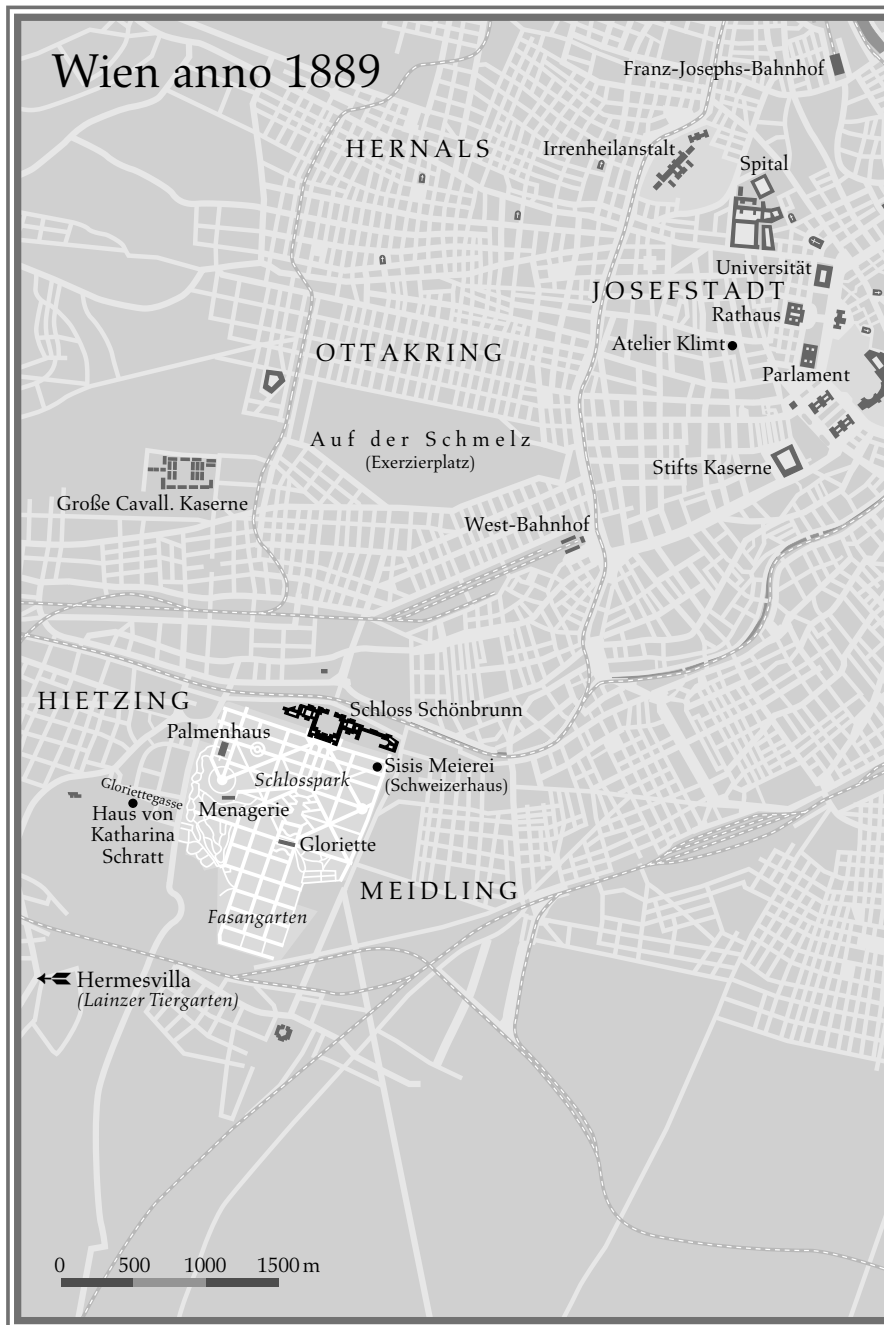 Wien anno 1889
Franz-Josephs-Bahnhof
HERNALS
Irrenheilanstalt
Spital
Universität
JOSEFSTADT
Rathaus
Atelier Klimt
OTTAKRING
Parlament
Auf der Schmelz
(Exerzierplatz)
Stifts Kaserne
Große Cavall. Kaserne
West-Bahnhof
HIETZING
Schloss Schönbrunn
Palmenhaus
Sisis Meierei
(Schweizerhaus)
Schlosspark
Gloriettegasse
Menagerie
Haus von
Katharina
Schratt
Gloriette
MEIDLING
Fasangarten
Hermesvilla
(Lainzer Tiergarten)
0 500 1000 1500 m